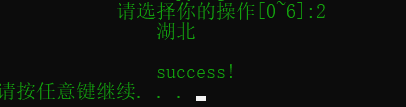 请选择你的操作[0~6]:2
湖北
success!
请按任意键继续. . .